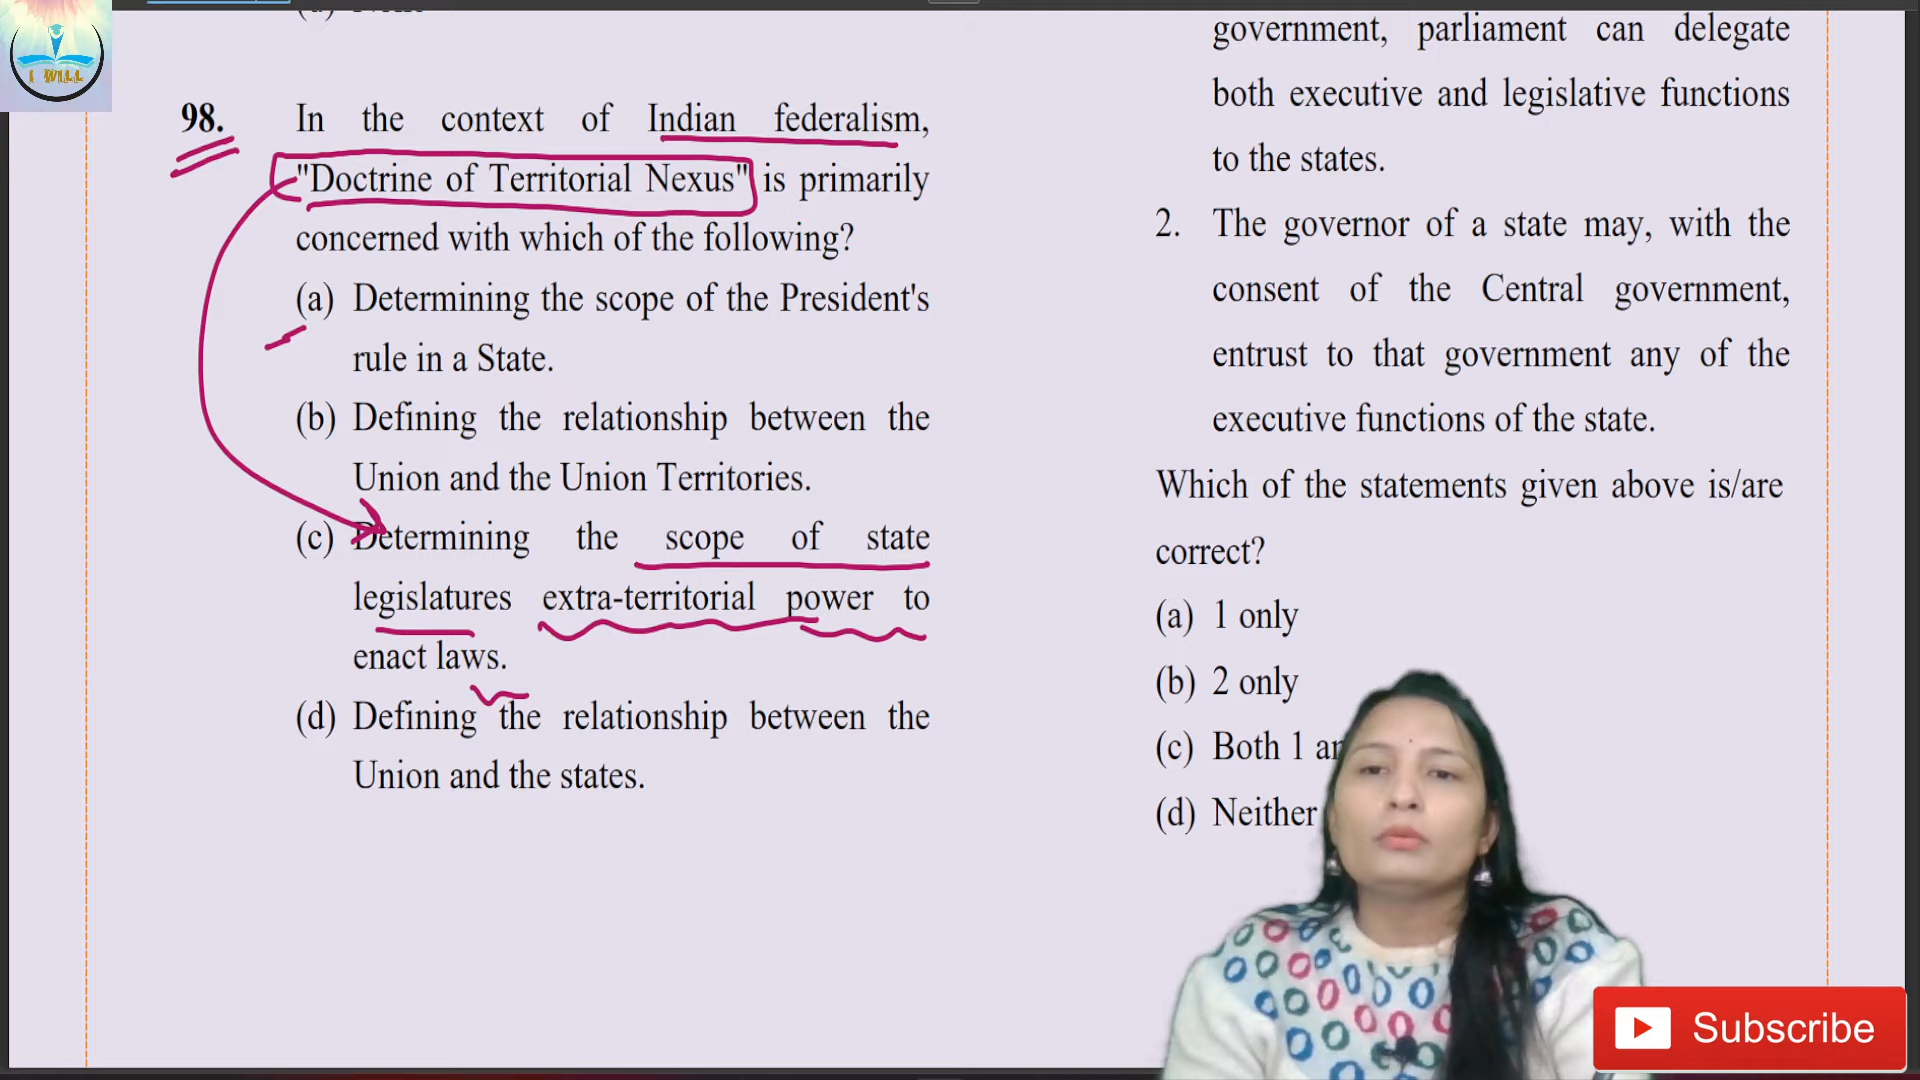 I WILL
98. In the context of Indian federalism,
"Doctrine of Territorial Nexus" is primarily
concerned with which of the following?
(a) Determining the scope of the President's
rule in a State.
(b) Defining the relationship between the
Union and the Union Territories.
(c) Determining the scope of state
legislatures extra-territorial power to
enact laws.
(d) Defining the relationship between the
Union and the states.
government, parliament can delegate
both executive and legislative functions
to the states.
2. The governor of a state may, with the
consent of the Central government,
entrust to that government any of the
executive functions of the state.
Which of the statements given above is/are
correct?
(a) 1 only
(b) 2 only
(c) Both 1
(d) Neither
Subscribe